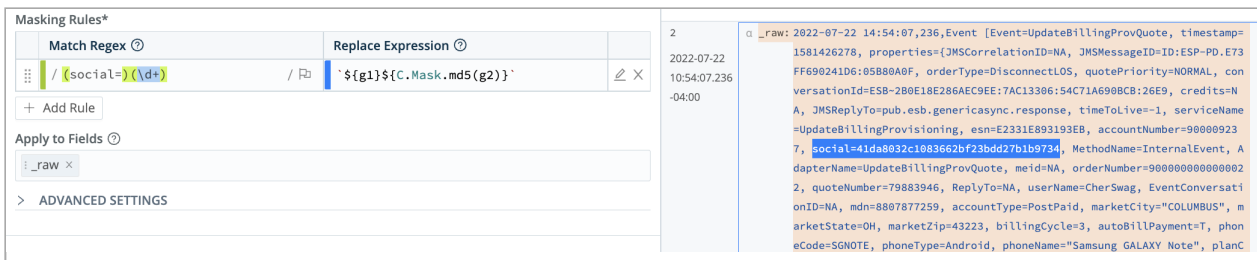 Masking Rules*
Match Regex
Replace Expression
/ (social=)(\d+) /
`${g1}${C.Mask.md5(g2)}`
+ Add Rule
Apply to Fields
_raw ×
> ADVANCED SETTINGS
2
2022-07-22
10:54:07.236
-04:00
α _raw: 2022-07-22 14:54:07,236,Event [Event=UpdateBillingProvQuote, timestamp=
1581426278, properties={JMSCorrelationID=NA, JMSMessageID=ID:ESP-PD.E73
FF690241D6:05B80A0F, orderType=DisconnectLOS, quotePriority=NORMAL, con
versationId=ESB~2B0E18E286AEC9EE:7AC13306:54C71A690BCB:26E9, credits=N
A, JMSReplyTo=pub.esb.genericasync.response, timeToLive=-1, serviceName
=UpdateBillingProvisioning, esn=E2331E893193EB, accountNumber=90000923
7, social=41da8032c1083662bf23bdd27b1b9734, MethodName=InternalEvent, A
dapterName=UpdateBillingProvQuote, meid=NA, orderNumber=900000000000002
2, quoteNumber=79883946, ReplyTo=NA, userName=CherSwag, EventConversati
onID=NA, mdn=8807877259, accountType=PostPaid, marketCity="COLUMBUS", m
arketState=OH, marketZip=43223, billingCycle=3, autoBillPayment=T, phon
eCode=SGNOTE, phoneType=Android, phoneName="Samsung GALAXY Note", planC